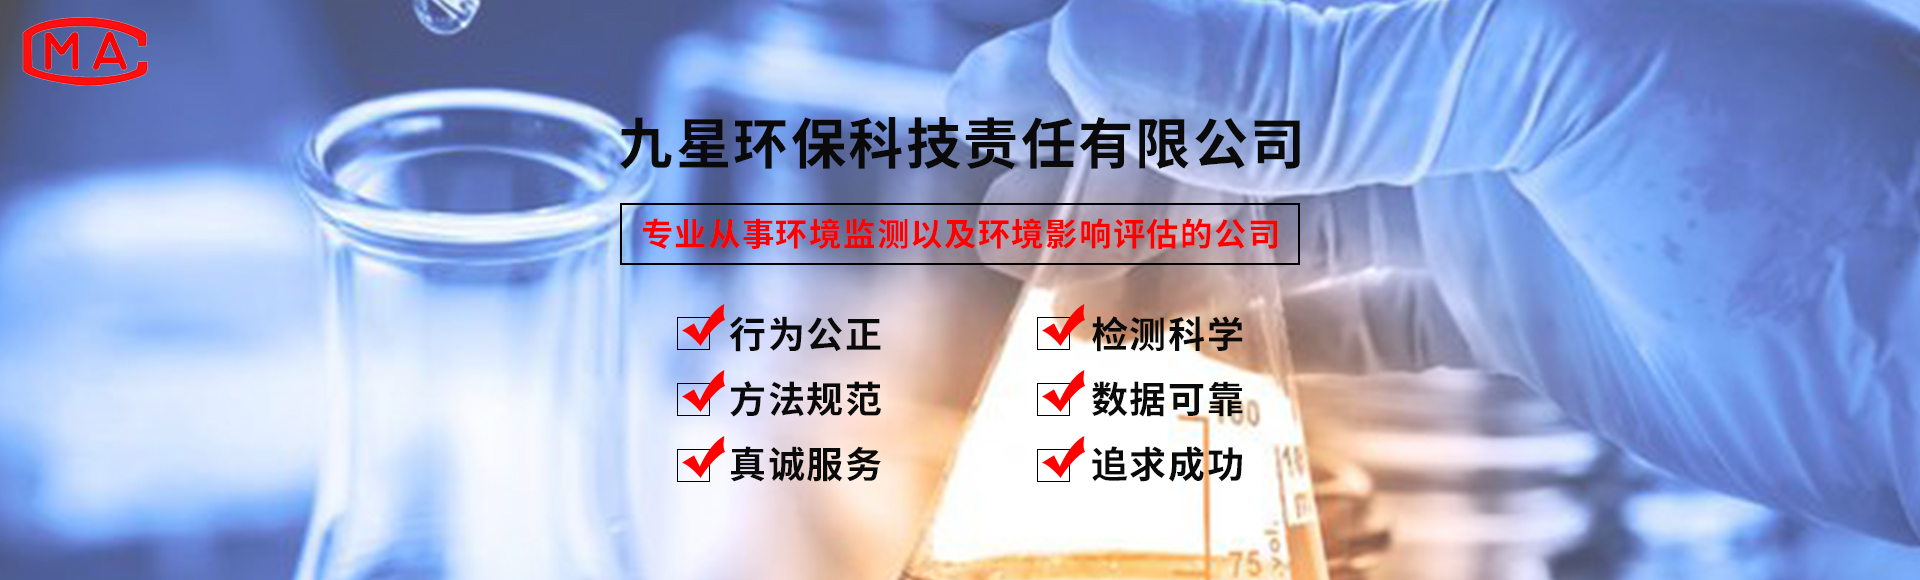 CMA
九星环保科技责任有限公司
专业从事环境监测以及环境影响评估的公司
行为公正
检测科学
方法规范
数据可靠
真诚服务
追求成功
75